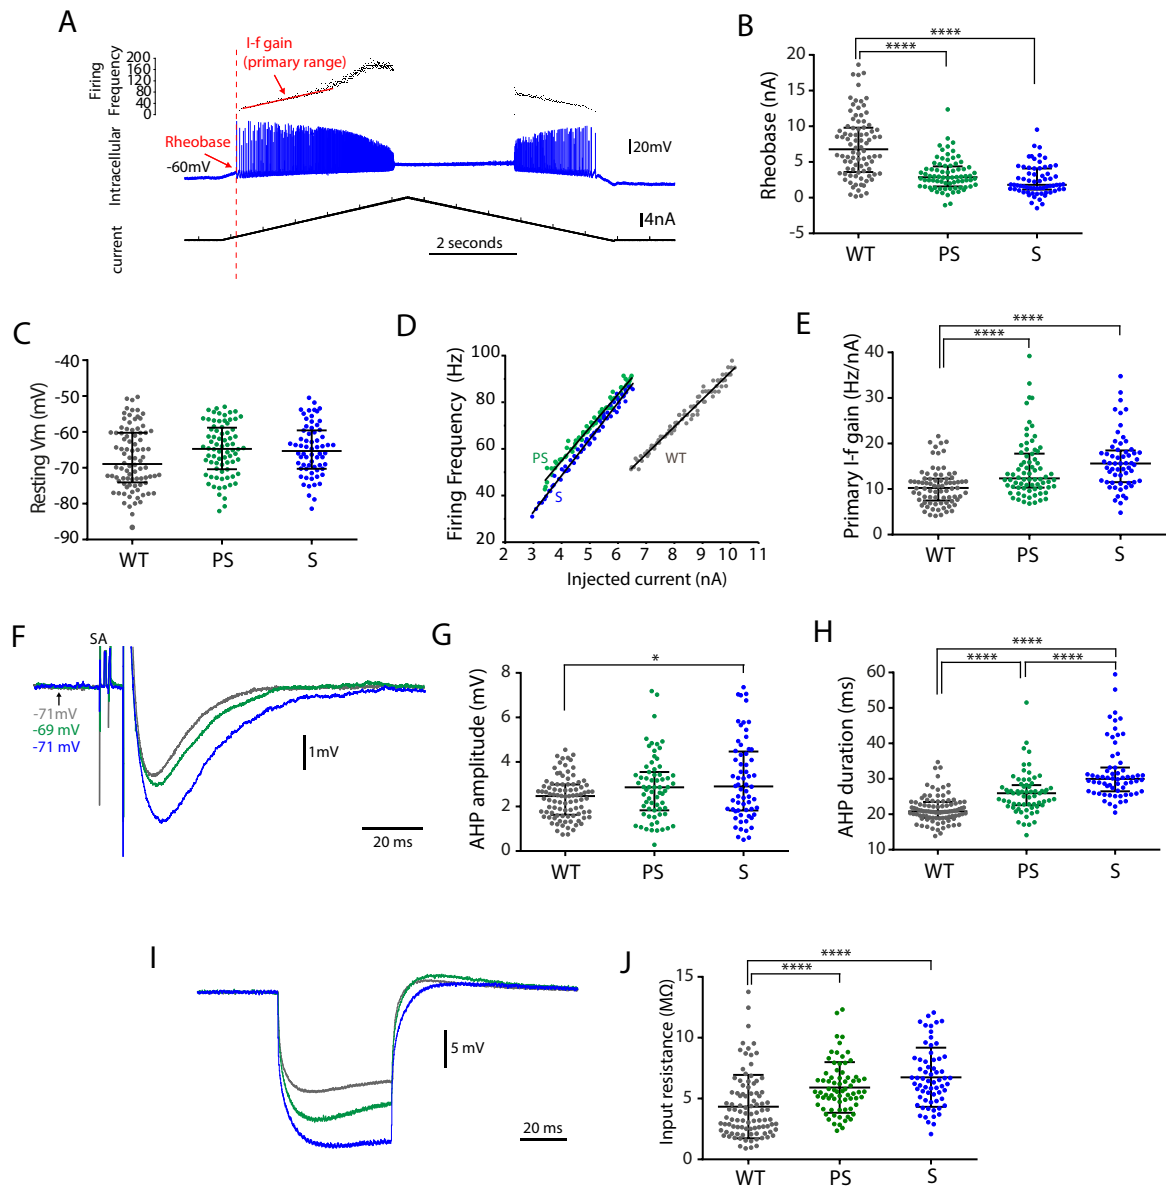 A
I-f gain
(primary range)
Firing
Frequency
200
160
120
80
40
0
Rheobase
Intracellular
-60mV
20mV
4nA
current
2 seconds
B
****
****
Rheobase (nA)
20
15
10
5
0
-5
WT PS S
C
Resting Vm (mV)
-40
-50
-60
-70
-80
-90
WT PS S
D
Firing Frequency (Hz)
100
80
60
40
20
PS
S
WT
2 3 4 5 6 7 8 9 10 11
Injected current (nA)
E
****
****
Primary I-f gain (Hz/nA)
40
30
20
10
0
WT PS S
F
SA
-71mV
-69 mV
-71 mV
1mV
20 ms
G
*
AHP amplitude (mV)
8
6
4
2
0
WT PS S
H
****
**** ****
AHP duration (ms)
60
50
40
30
20
10
WT PS S
I
5 mV
20 ms
J
****
****
Input resistance (MΩ)
15
10
5
0
WT PS S